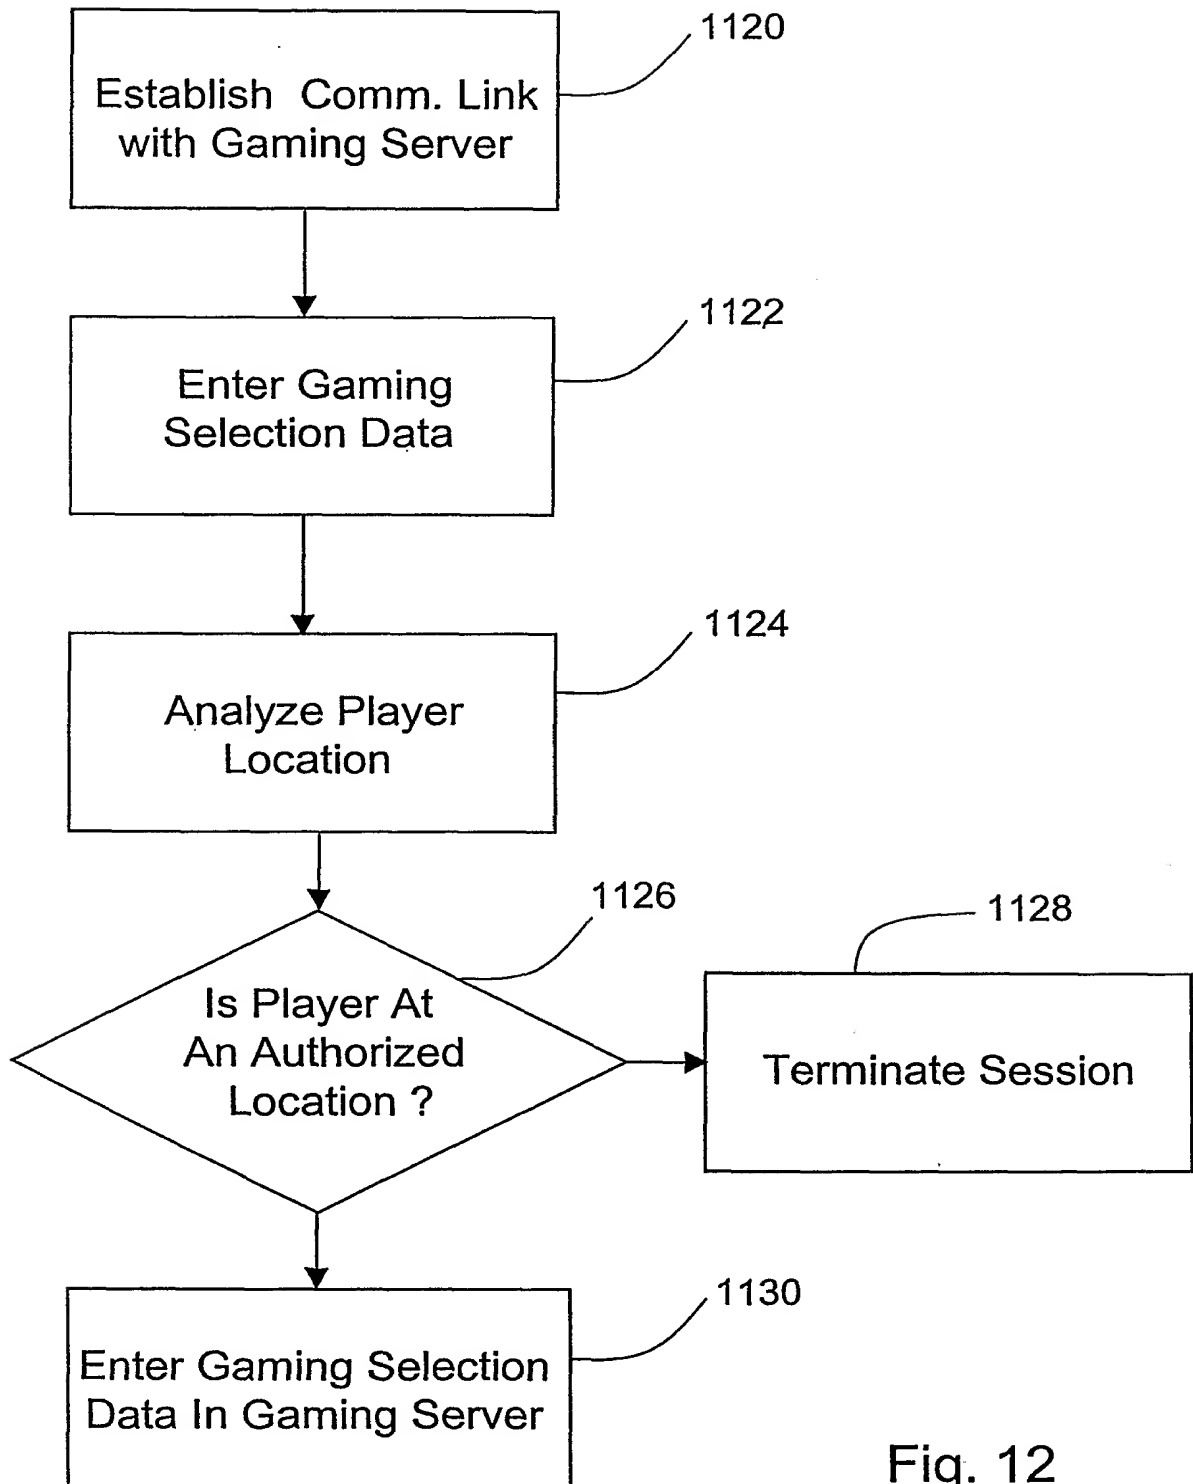 1120
Establish Comm. Link
with Gaming Server
1122
Enter Gaming
Selection Data
1124
Analyze Player
Location
1126
Is Player At
An Authorized
Location ?
1128
Terminate Session
1130
Enter Gaming Selection
Data In Gaming Server
Fig. 12